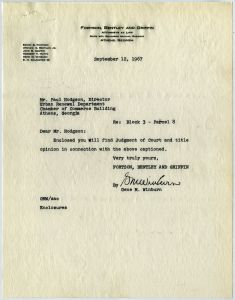 FORTSON, BENTLEY AND GRIFFIN
ATTORNEYS AT LAW
ATHENS, GEORGIA
September 12, 1967
Mr. Paul Hodgson, Director
Urban Renewal Department
Chamber of Commerce Building
Athens, Georgia
Re: Block 3 - Parcel 8
Dear Mr. Hodgson:
Enclosed you will find Judgment of Court and title
opinion in connection with the above captioned.
Very truly yours,
FORTSON, BENTLEY AND GRIFFIN
By Gene M. Winburn
GMW/
Enclosures